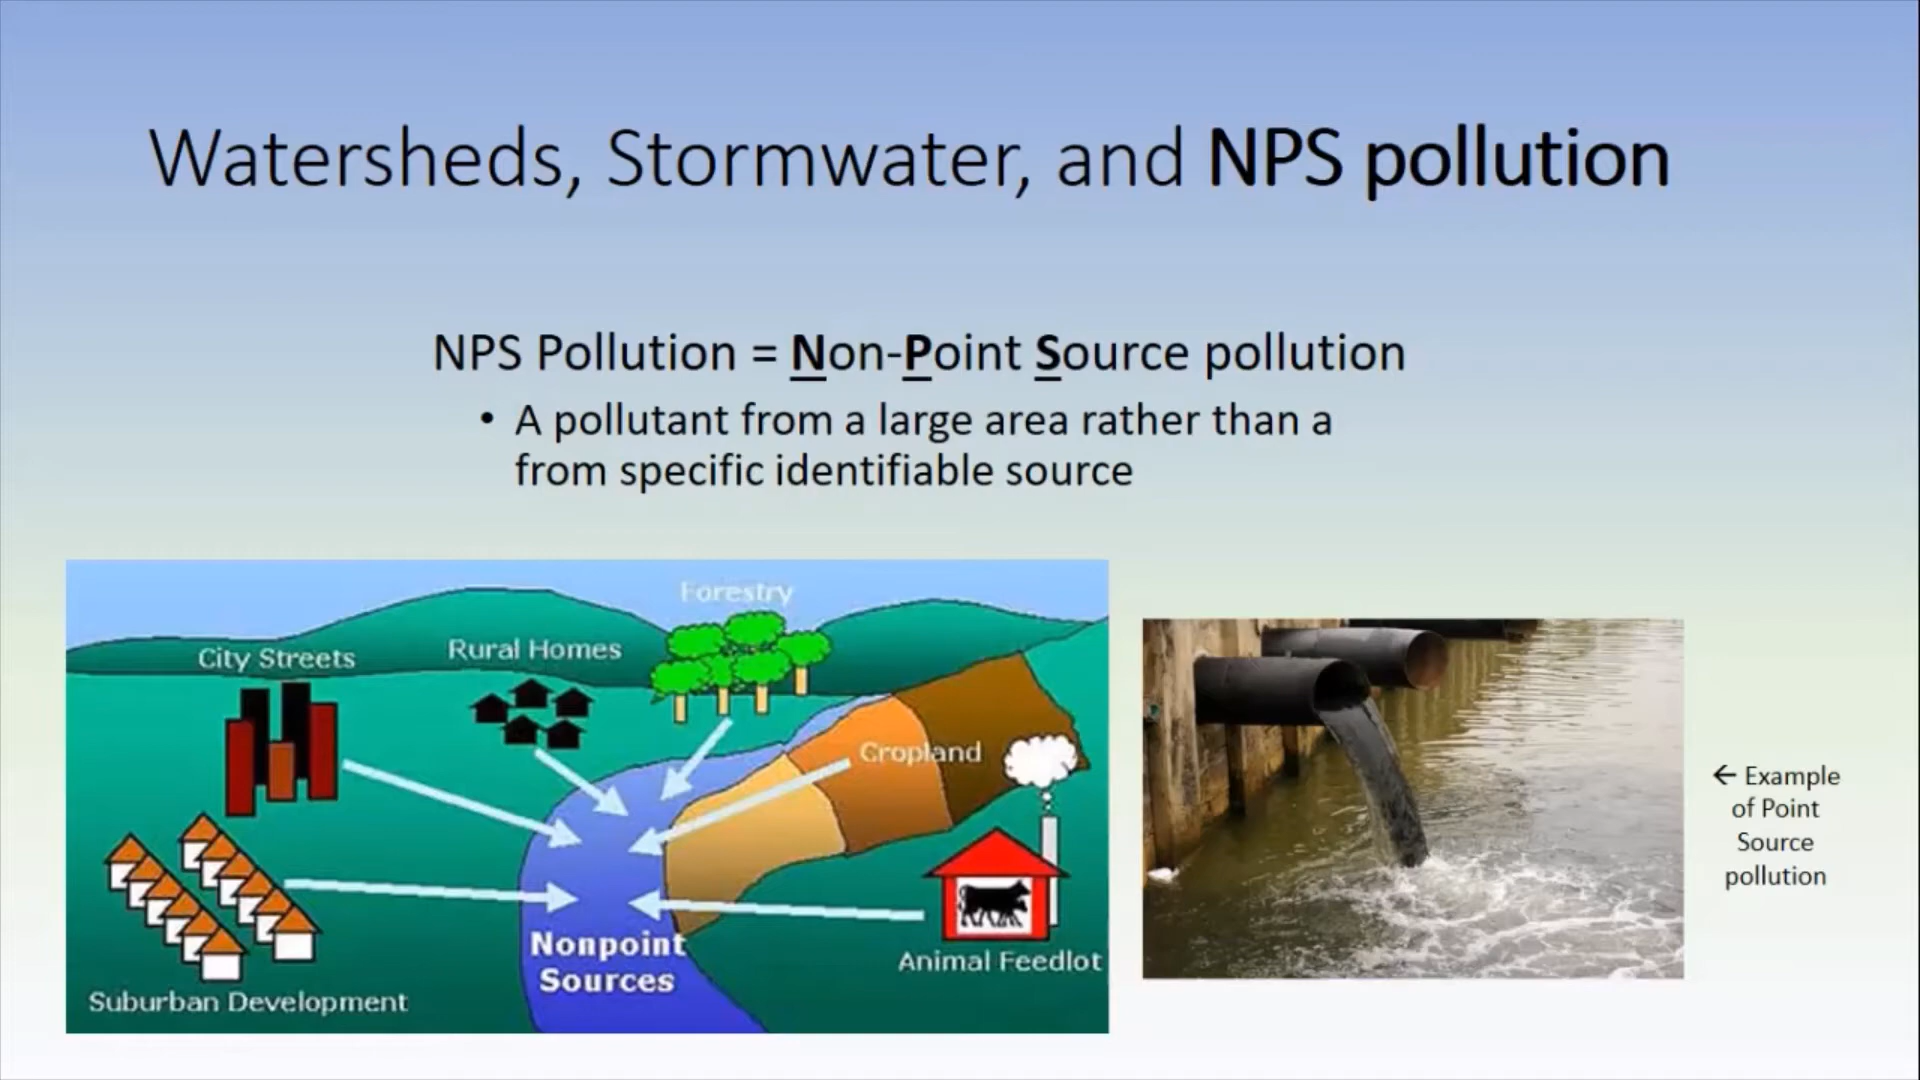 Watersheds, Stormwater, and NPS pollution
NPS Pollution = Non-Point Source pollution
• A pollutant from a large area rather than a
from specific identifiable source
Forestry
Rural Homes
City Streets
Cropland
Nonpoint
Sources
Animal Feedlot
Suburban Development
← Example
of Point
Source
pollution